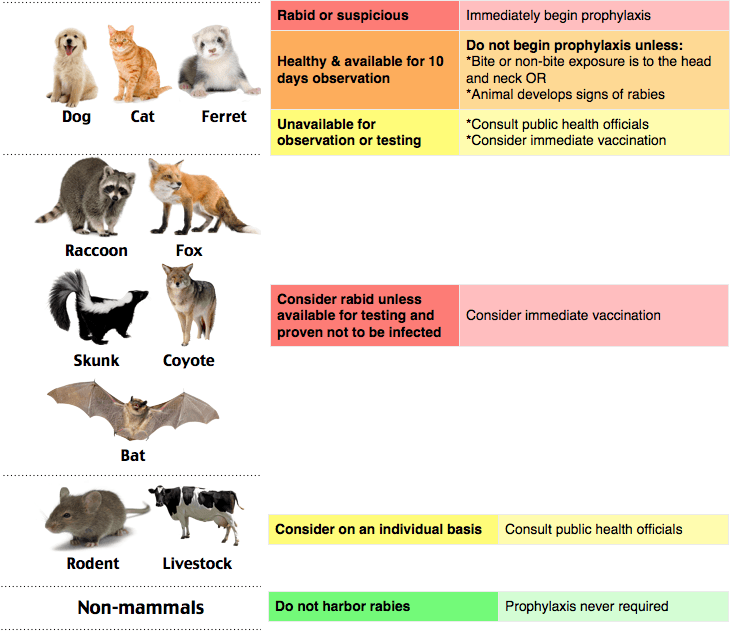 Rabid or suspicious
Immediately begin prophylaxis
Healthy & available for 10
days observation
Do not begin prophylaxis unless:
*Bite or non-bite exposure is to the head
and neck OR
*Animal develops signs of rabies
Dog
Cat
Ferret
Unavailable for
observation or testing
*Consult public health officials
*Consider immediate vaccination
Raccoon
Fox
Skunk
Coyote
Consider rabid unless
available for testing and
proven not to be infected
Consider immediate vaccination
Bat
Rodent
Livestock
Consider on an individual basis
Consult public health officials
Non-mammals
Do not harbor rabies
Prophylaxis never required